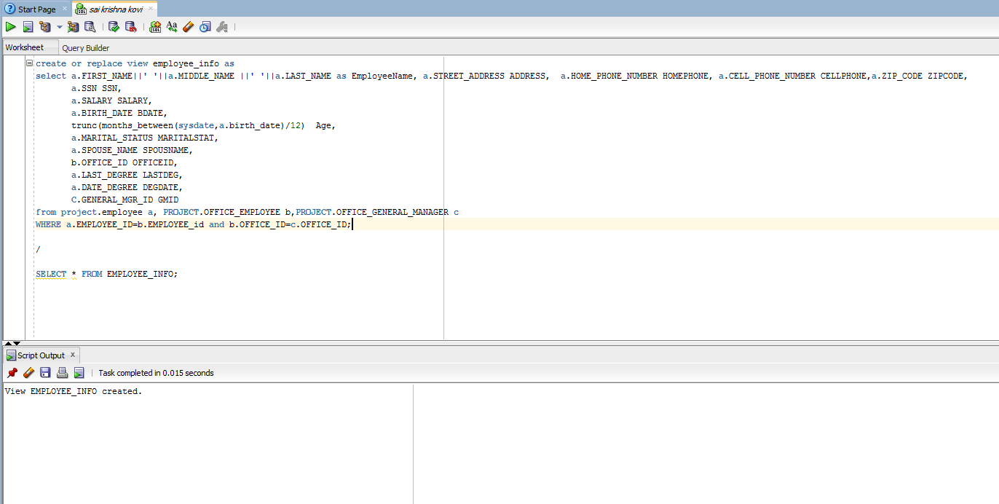 Start Page
sai krishna kovi
Worksheet
Query Builder
create or replace view employee_info as
select a.FIRST_NAME||' '||a.MIDDLE_NAME ||' '||a.LAST_NAME as EmployeeName, a.STREET_ADDRESS ADDRESS,  a.HOME_PHONE_NUMBER HOMEPHONE, a.CELL_PHONE_NUMBER CELLPHONE,a.ZIP_CODE ZIPCODE,
a.SSN SSN,
a.SALARY SALARY,
a.BIRTH_DATE BDATE,
trunc(months_between(sysdate,a.birth_date)/12)  Age,
a.MARITAL_STATUS MARITALSTAT,
a.SPOUSE_NAME SPOUSNAME,
b.OFFICE_ID OFFICEID,
a.LAST_DEGREE LASTDEG,
a.DATE_DEGREE DEGDATE,
C.GENERAL_MGR_ID GMID
from project.employee a, PROJECT.OFFICE_EMPLOYEE b,PROJECT.OFFICE_GENERAL_MANAGER c
WHERE a.EMPLOYEE_ID=b.EMPLOYEE_id and b.OFFICE_ID=c.OFFICE_ID;
/
SELECT * FROM EMPLOYEE_INFO;
Script Output
Task completed in 0.015 seconds
View EMPLOYEE_INFO created.